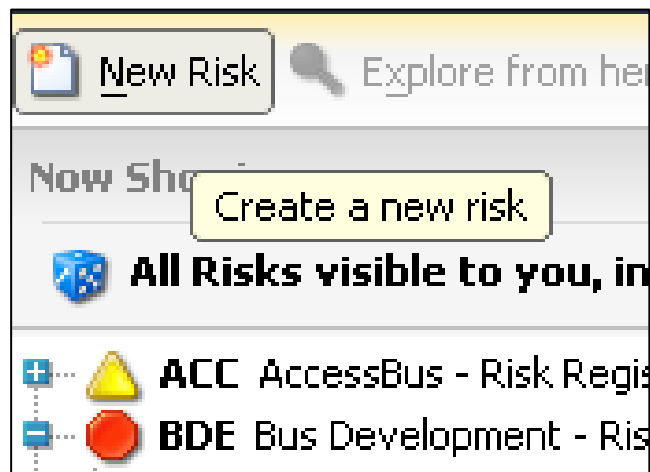 New Risk Explore from her
Now Sho
Create a new risk
All Risks visible to you, in
ACC AccessBus - Risk Regis
BDE Bus Development - Ris